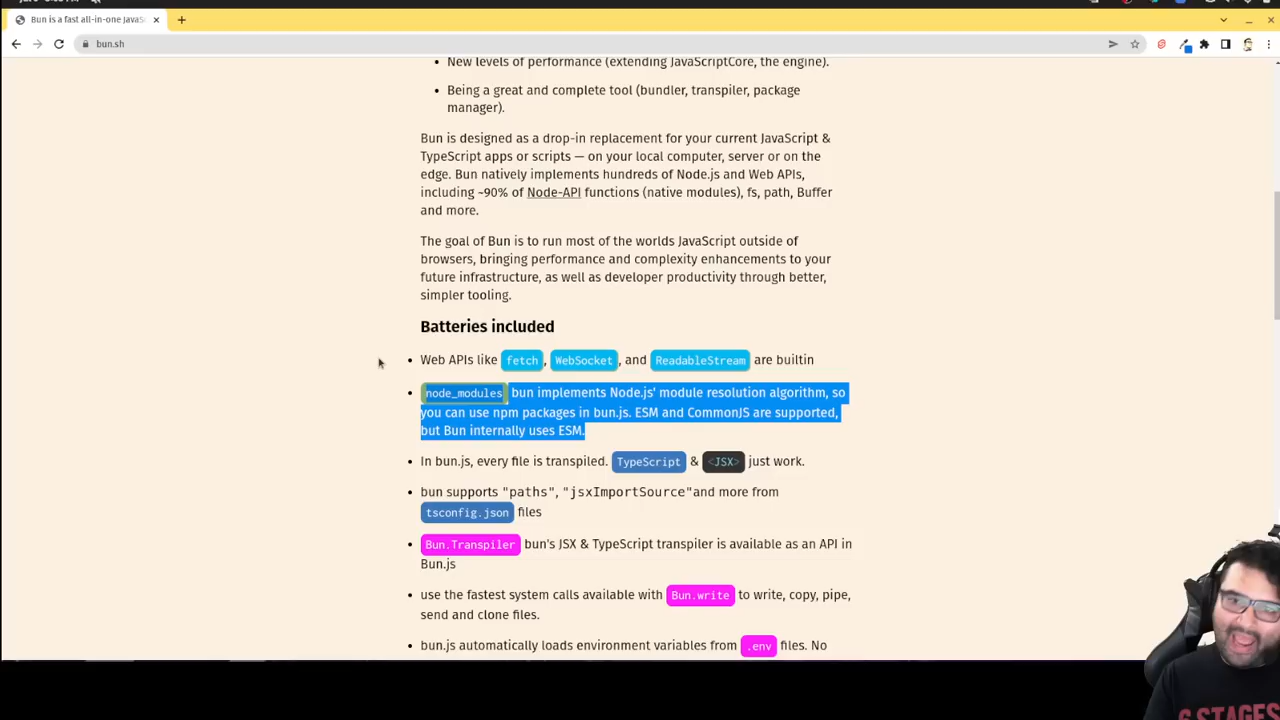 Bun is a fast all-in-one JavaSc
bun.sh
New levels of performance (extending JavaScriptCore, the engine).
Being a great and complete tool (bundler, transpiler, package
manager).
Bun is designed as a drop-in replacement for your current JavaScript &
TypeScript apps or scripts — on your local computer, server or on the
edge. Bun natively implements hundreds of Node.js and Web APIs,
including ~90% of Node-API functions (native modules), fs, path, Buffer
and more.
The goal of Bun is to run most of the worlds JavaScript outside of
browsers, bringing performance and complexity enhancements to your
future infrastructure, as well as developer productivity through better,
simpler tooling.
Batteries included
Web APIs like fetch, WebSocket, and ReadableStream are builtin
node_modules bun implements Node.js' module resolution algorithm, so
you can use npm packages in bun.js. ESM and CommonJS are supported,
but Bun internally uses ESM.
In bun.js, every file is transpiled. TypeScript & <JSX> just work.
bun supports "paths", "jsxImportSource"and more from
tsconfig.json files
Bun.Transpiler bun's JSX & TypeScript transpiler is available as an API in
Bun.js
use the fastest system calls available with Bun.write to write, copy, pipe,
send and clone files.
bun.js automatically loads environment variables from .env files. No
6 STAGES